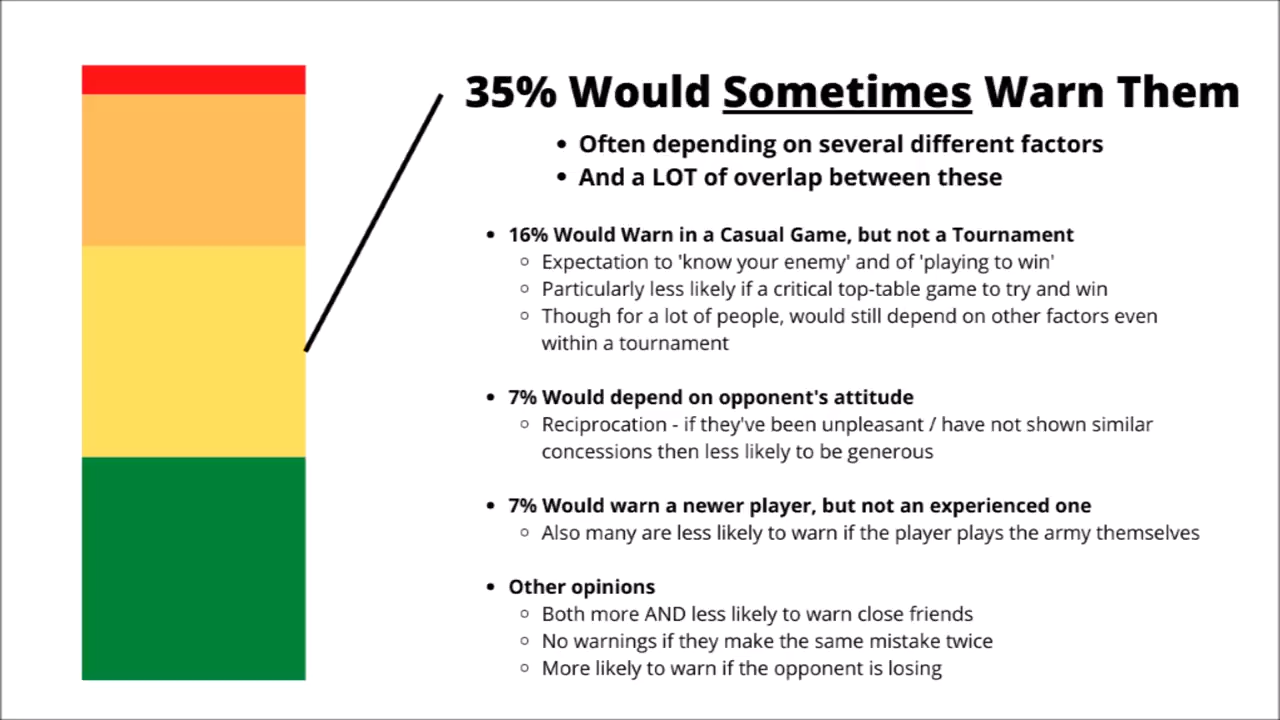 35% Would Sometimes Warn Them
• Often depending on several different factors
• And a LOT of overlap between these
• 16% Would Warn in a Casual Game, but not a Tournament
◦ Expectation to 'know your enemy' and of 'playing to win'
◦ Particularly less likely if a critical top-table game to try and win
◦ Though for a lot of people, would still depend on other factors even
within a tournament
• 7% Would depend on opponent's attitude
◦ Reciprocation - if they've been unpleasant / have not shown similar
concessions then less likely to be generous
• 7% Would warn a newer player, but not an experienced one
◦ Also many are less likely to warn if the player plays the army themselves
• Other opinions
◦ Both more AND less likely to warn close friends
◦ No warnings if they make the same mistake twice
◦ More likely to warn if the opponent is losing